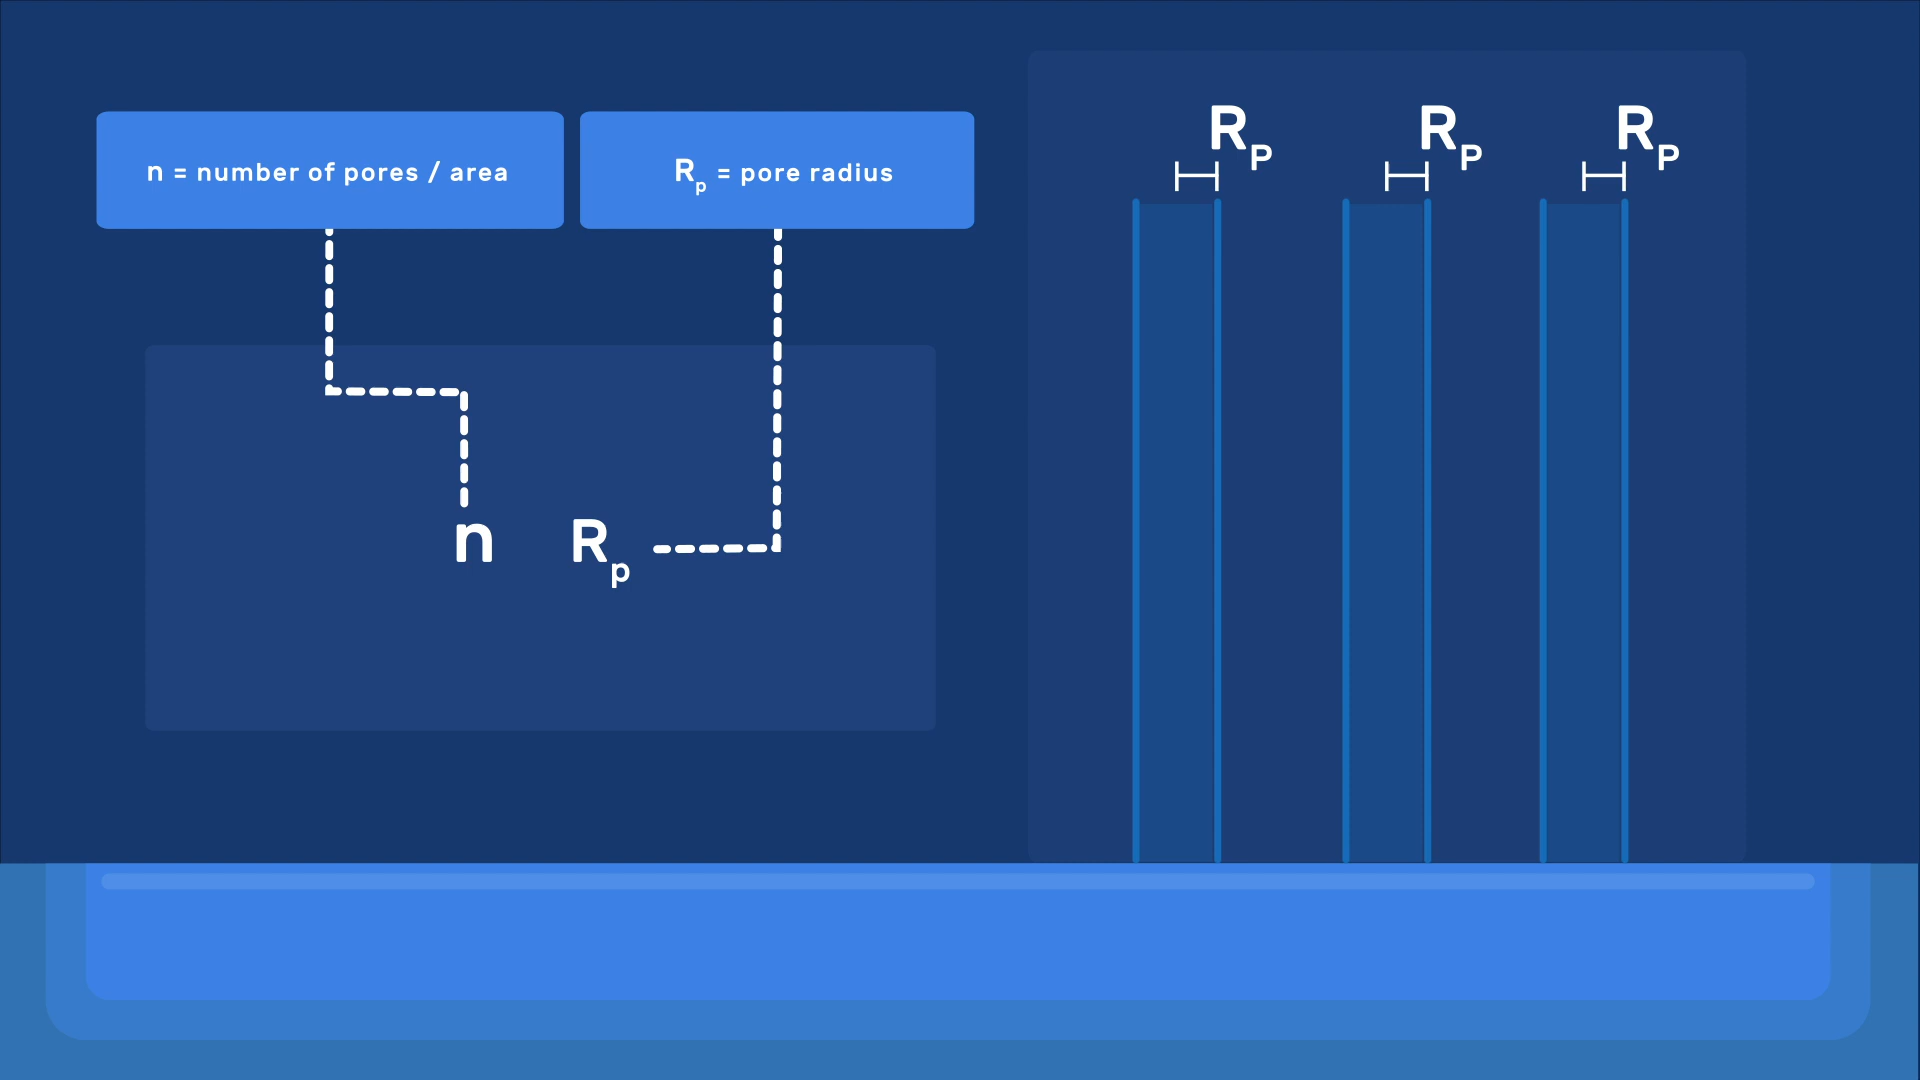 n = number of pores / area
Rp = pore radius
RP RP RP
n Rp